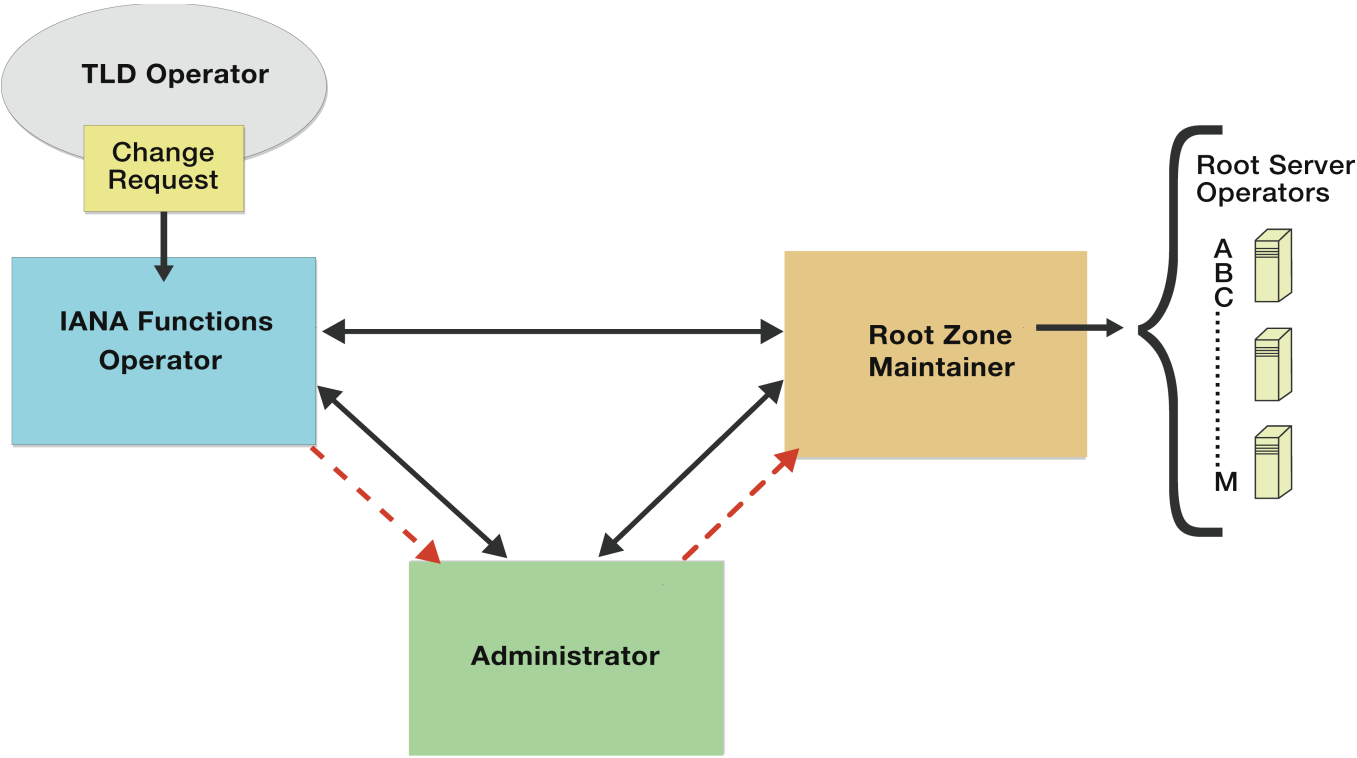 TLD Operator
Change
Request
IANA Functions
Operator
Root Zone
Maintainer
Administrator
Root Server
Operators
A
B
C
M